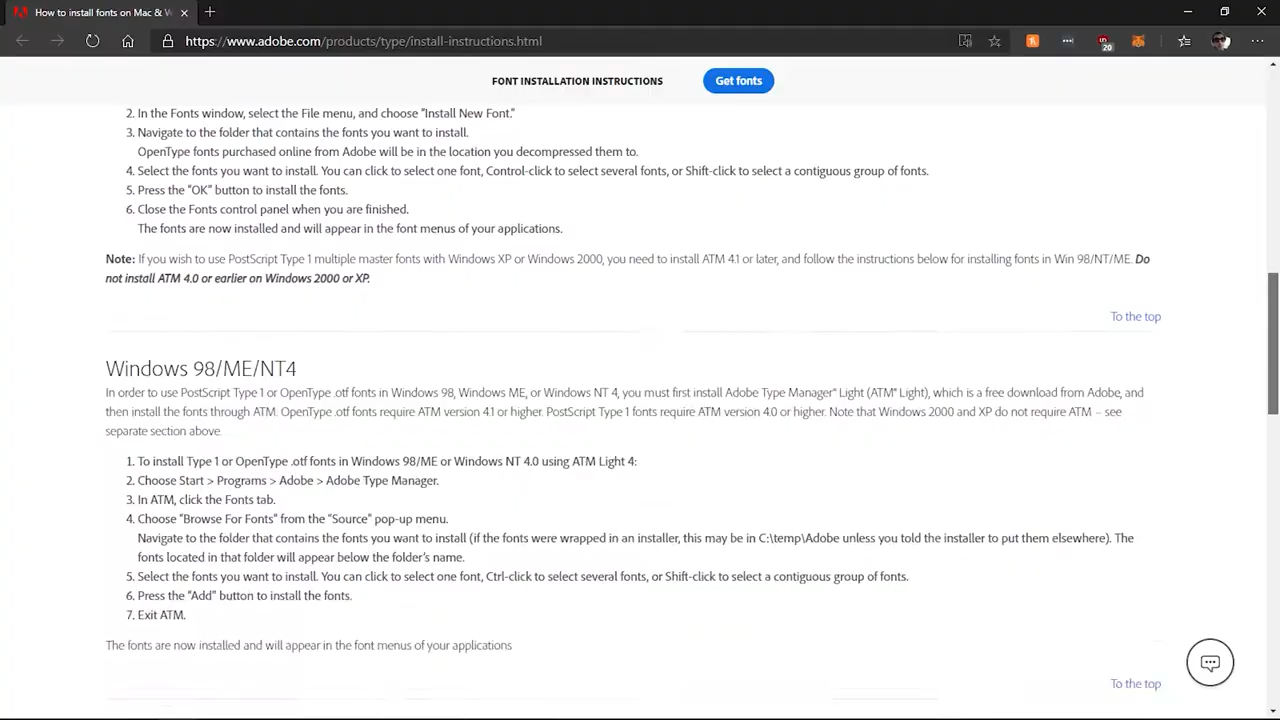 How to install fonts on Mac & W
https://www.adobe.com/products/type/install-instructions.html
20
FONT INSTALLATION INSTRUCTIONS
Get fonts
2. In the Fonts window, select the File menu, and choose "Install New Font."
3. Navigate to the folder that contains the fonts you want to install.
OpenType fonts purchased online from Adobe will be in the location you decompressed them to.
4. Select the fonts you want to install. You can click to select one font, Control-click to select several fonts, or Shift-click to select a contiguous group of fonts.
5. Press the “OK” button to install the fonts.
6. Close the Fonts control panel when you are finished.
The fonts are now installed and will appear in the font menus of your applications.
Note: If you wish to use PostScript Type 1 multiple master fonts with Windows XP or Windows 2000, you need to install ATM 4.1 or later, and follow the instructions below for installing fonts in Win 98/NT/ME. Do
not install ATM 4.0 or earlier on Windows 2000 or XP.
To the top
Windows 98/ME/NT4
In order to use PostScript Type 1 or OpenType .otf fonts in Windows 98, Windows ME, or Windows NT 4, you must first install Adobe Type Manager® Light (ATM® Light), which is a free download from Adobe, and
then install the fonts through ATM. OpenType .otf fonts require ATM version 4.1 or higher. PostScript Type 1 fonts require ATM version 4.0 or higher. Note that Windows 2000 and XP do not require ATM – see
separate section above.
1. To install Type 1 or OpenType .otf fonts in Windows 98/ME or Windows NT 4.0 using ATM Light 4:
2. Choose Start > Programs > Adobe > Adobe Type Manager.
3. In ATM, click the Fonts tab.
4. Choose “Browse For Fonts” from the “Source” pop-up menu.
Navigate to the folder that contains the fonts you want to install (if the fonts were wrapped in an installer, this may be in C:\temp\Adobe unless you told the installer to put them elsewhere). The
fonts located in that folder will appear below the folder’s name.
5. Select the fonts you want to install. You can click to select one font, Ctrl-click to select several fonts, or Shift-click to select a contiguous group of fonts.
6. Press the “Add” button to install the fonts.
7. Exit ATM.
The fonts are now installed and will appear in the font menus of your applications
To the top